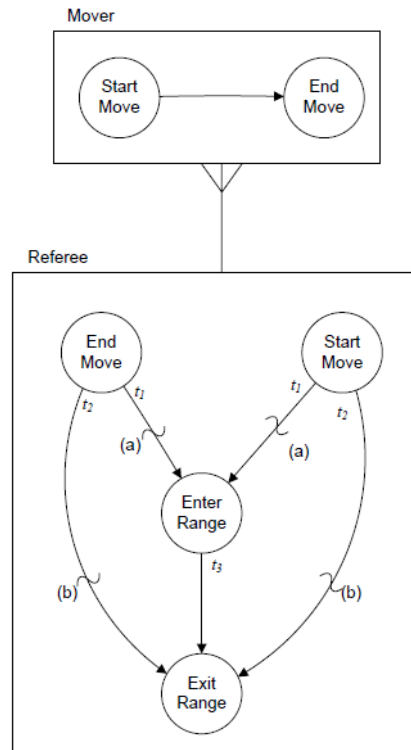 Mover
Start
Move
End
Move
Referee
End
Move
Start
Move
t2
t1
t1
t2
(a)
(a)
Enter
Range
t3
(b)
(b)
Exit
Range